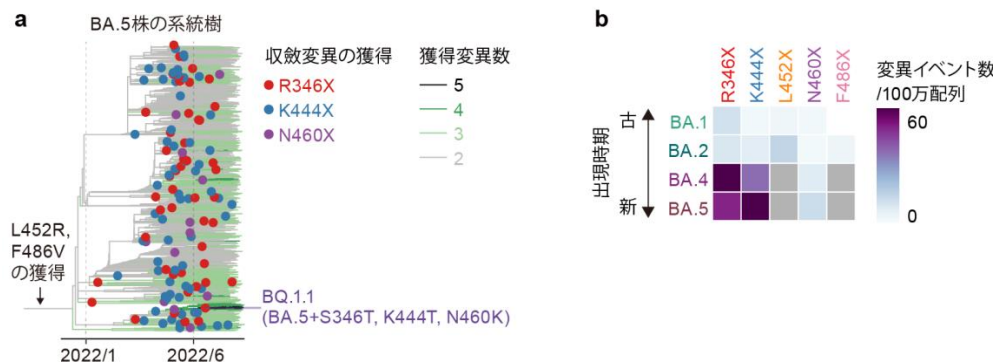 a
BA.5株の系統樹
収斂変異の獲得
R346X
K444X
N460X
獲得変異数
5
4
3
2
L452R,
F486V
の獲得
BQ.1.1
(BA.5+S346T, K444T, N460K)
2022/1
2022/6
b
R346X
K444X
L452X
N460X
F486X
出現時期
古
新
BA.1
BA.2
BA.4
BA.5
変異イベント数
/100万配列
60
0